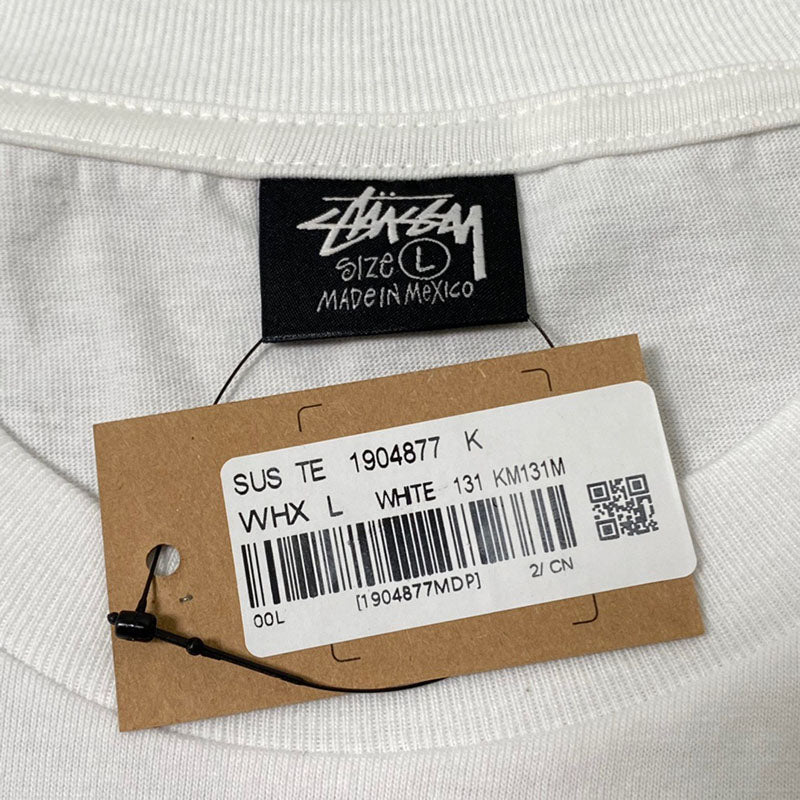 STÜSSY
SIZE L
MADE IN MEXICO
SUS TE 1904877 K
WHX L WHITE 131 KM131M
00L [1904877MDP] 2/ CN